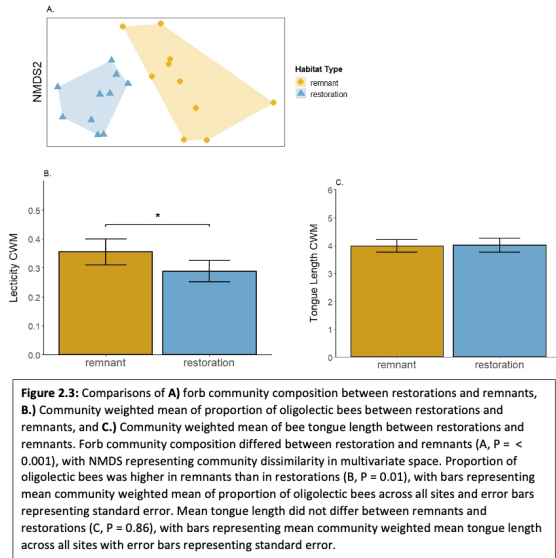 A.
NMDS2
Habitat Type
remnant
restoration
B.
Lecticity CWM
0.5
0.4
0.3
0.2
0.1
0.0
*
remnant restoration
C.
Tongue Length CWM
6
5
4
3
2
1
0
remnant restoration
Figure 2.3: Comparisons of A) forb community composition between restorations and remnants,
B.) Community weighted mean of proportion of oligolectic bees between restorations and
remnants, and C.) Community weighted mean of bee tongue length between restorations and
remnants. Forb community composition differed between restoration and remnants (A, P = <
0.001), with NMDS representing community dissimilarity in multivariate space. Proportion of
oligolectic bees was higher in remnants than in restorations (B, P = 0.01), with bars representing
mean community weighted mean of proportion of oligolectic bees across all sites and error bars
representing standard error. Mean tongue length did not differ between remnants and
restorations (C, P = 0.86), with bars representing mean community weighted mean tongue length
across all sites with error bars representing standard error.